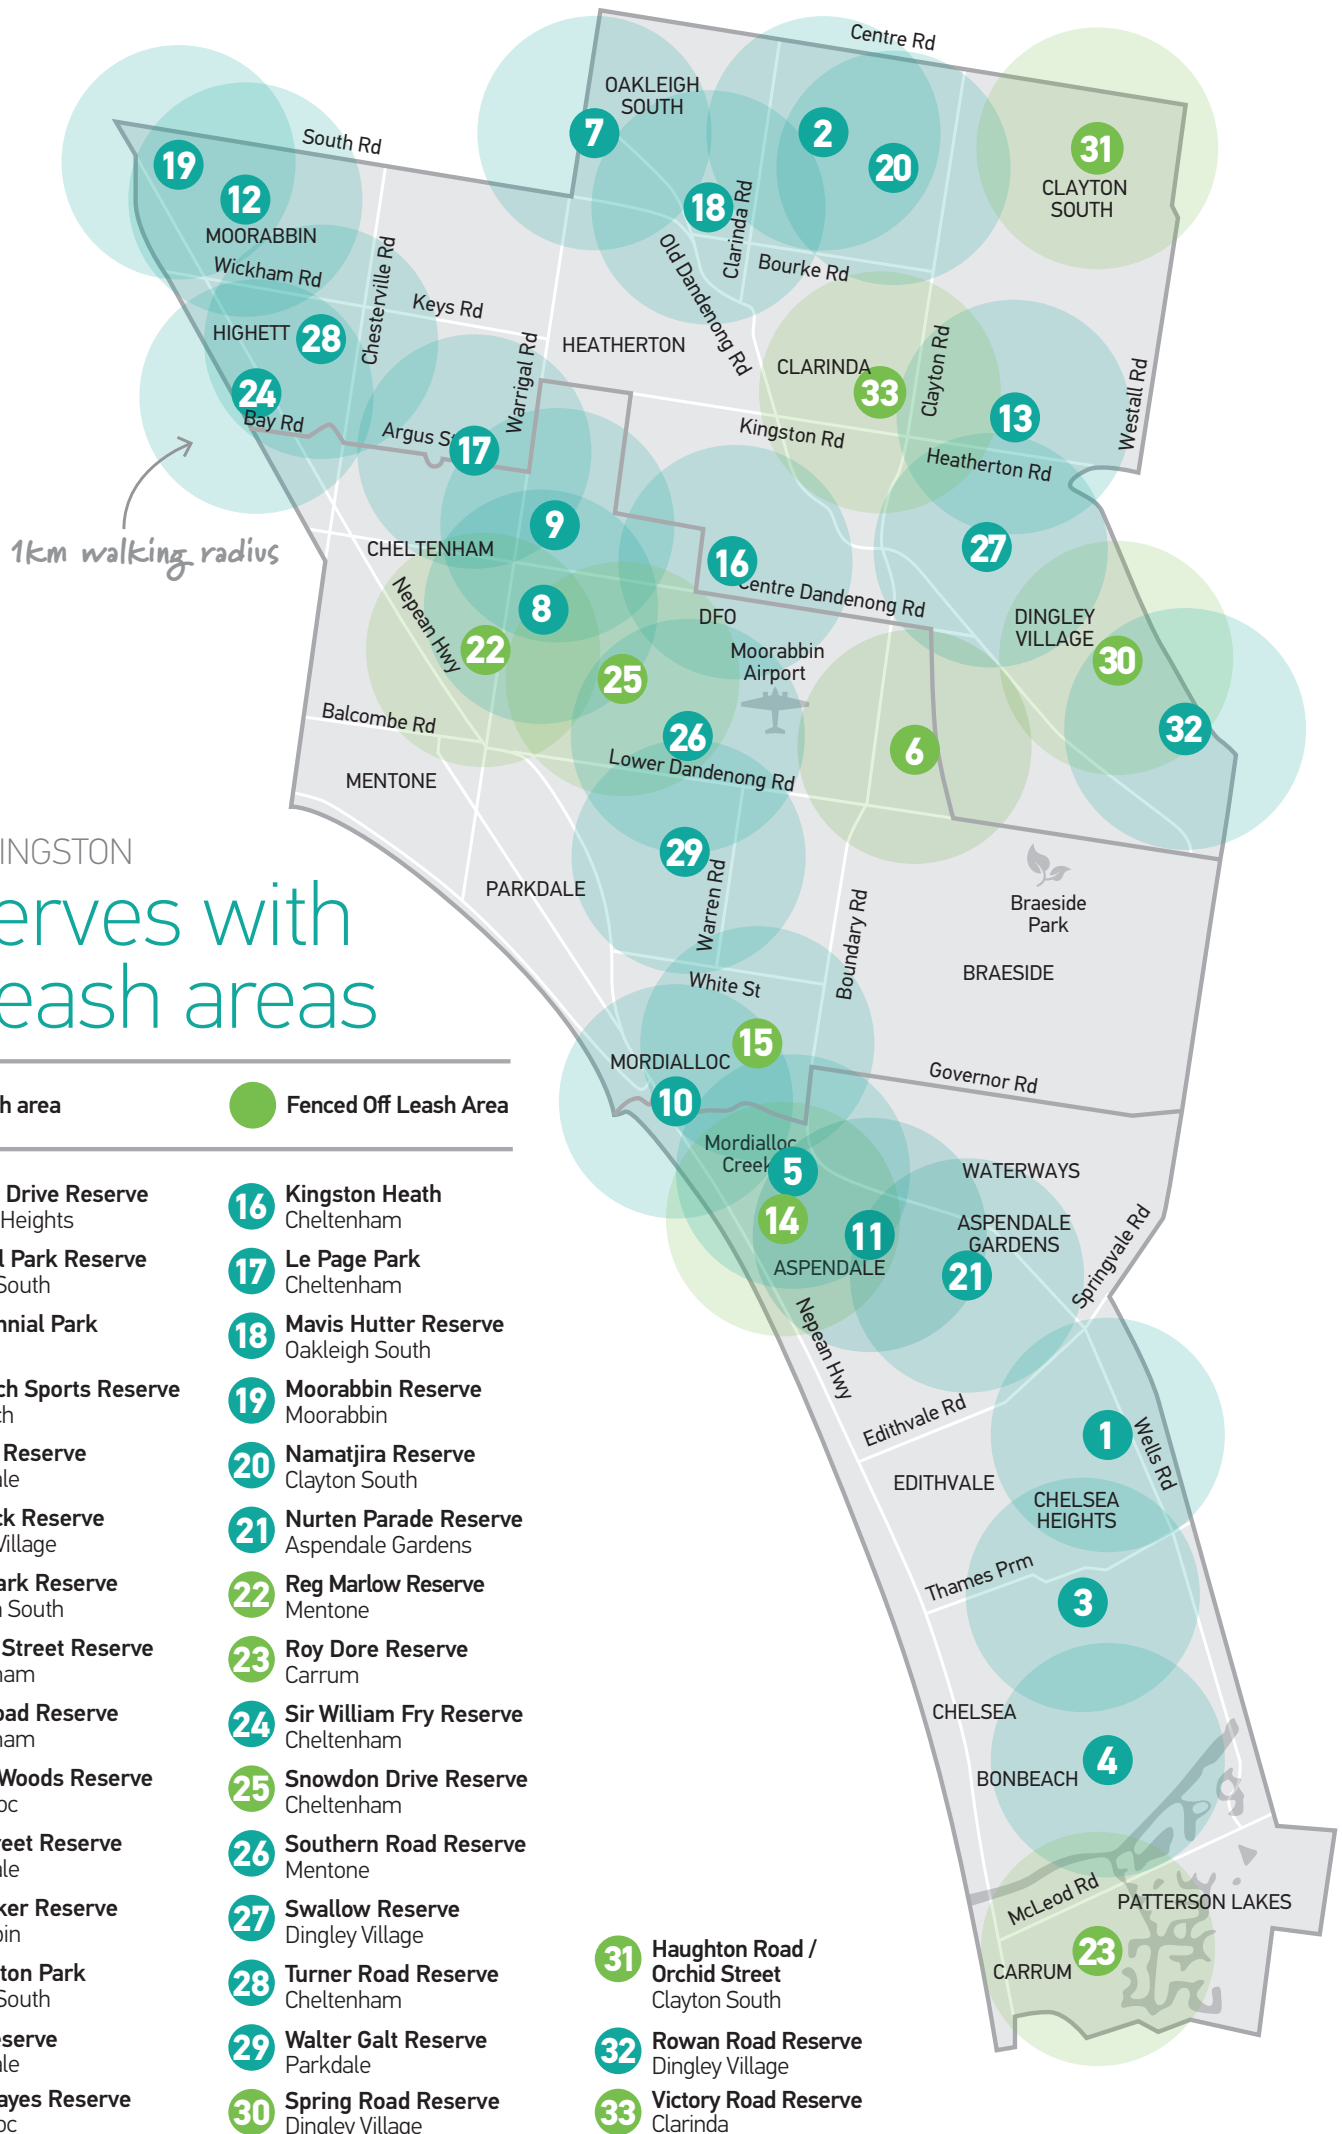 Centre Rd
OAKLEIGH
SOUTH
7
2
20
31
CLAYTON
SOUTH
South Rd
19
12
MOORABBIN
18
Clarinda Rd
Old Dandenong Rd
Bourke Rd
Wickham Rd
Chesterville Rd
Keys Rd
HIGHETT
28
Warrigal Rd
HEATHERTON
CLARINDA
33
Clayton Rd
Westall Rd
24
Bay Rd
Argus St
17
Kingston Rd
13
Heatherton Rd
1km walking radius
9
CHELTENHAM
16
27
Centre Dandenong Rd
Nepean Hwy
8
DFO
DINGLEY
VILLAGE
22
25
Moorabbin
Airport
30
Balcombe Rd
26
6
32
Lower Dandenong Rd
MENTONE
INGSTON
erves with
eash areas
29
PARKDALE
Warren Rd
Boundary Rd
Braeside
Park
BRAESIDE
White St
15
MORDIALLOC
10
Governor Rd
h area
Fenced Off Leash Area
Mordialloc
Creek
5
WATERWAYS
14
11
ASPENDALE
GARDENS
ASPENDALE
21
Springvale Rd
Nepean Hwy
Edithvale Rd
1
Wells Rd
EDITHVALE
CHELSEA
HEIGHTS
Thames Prm
3
CHELSEA
4
BONBEACH
McLeod Rd
PATTERSON LAKES
23
CARRUM
Drive Reserve
Heights
l Park Reserve
South
nnial Park
ch Sports Reserve
ch
Reserve
ale
ck Reserve
Village
ark Reserve
n South
Street Reserve
ham
oad Reserve
ham
Woods Reserve
oc
reet Reserve
ale
ker Reserve
bin
ton Park
South
eserve
ale
ayes Reserve
oc
16 Kingston Heath
Cheltenham
17 Le Page Park
Cheltenham
18 Mavis Hutter Reserve
Oakleigh South
19 Moorabbin Reserve
Moorabbin
20 Namatjira Reserve
Clayton South
21 Nurten Parade Reserve
Aspendale Gardens
22 Reg Marlow Reserve
Mentone
23 Roy Dore Reserve
Carrum
24 Sir William Fry Reserve
Cheltenham
25 Snowdon Drive Reserve
Cheltenham
26 Southern Road Reserve
Mentone
27 Swallow Reserve
Dingley Village
28 Turner Road Reserve
Cheltenham
29 Walter Galt Reserve
Parkdale
30 Spring Road Reserve
Dingley Village
31 Haughton Road /
Orchid Street
Clayton South
32 Rowan Road Reserve
Dingley Village
33 Victory Road Reserve
Clarinda